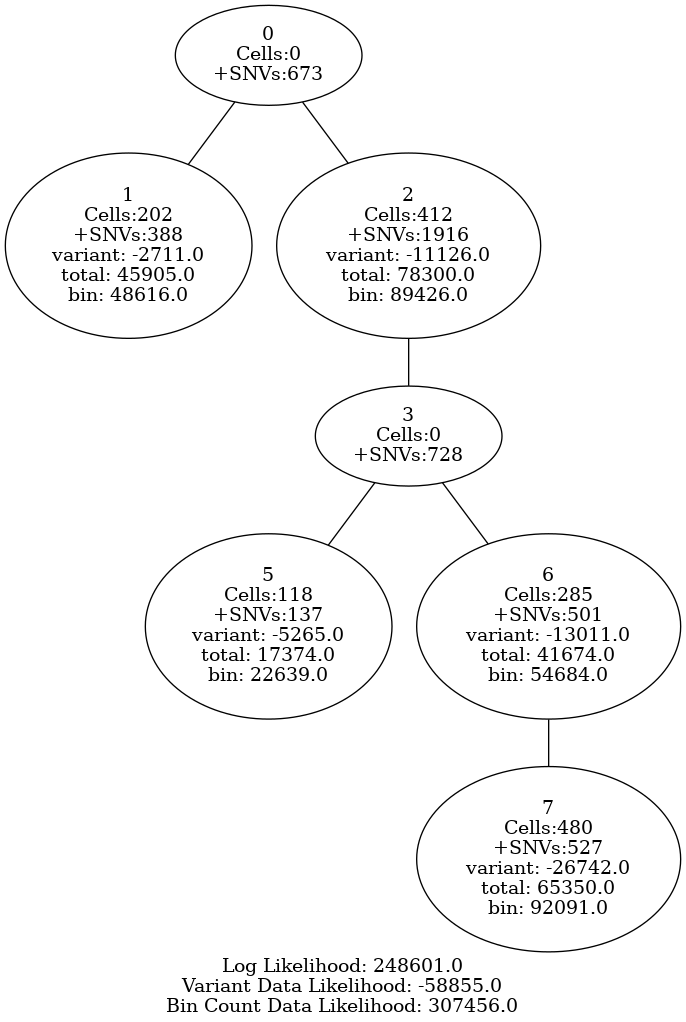 0
Cells:0
+SNVs:673
1
Cells:202
+SNVs:388
variant: -2711.0
total: 45905.0
bin: 48616.0
2
Cells:412
+SNVs:1916
variant: -11126.0
total: 78300.0
bin: 89426.0
3
Cells:0
+SNVs:728
5
Cells:118
+SNVs:137
variant: -5265.0
total: 17374.0
bin: 22639.0
6
Cells:285
+SNVs:501
variant: -13011.0
total: 41674.0
bin: 54684.0
7
Cells:480
+SNVs:527
variant: -26742.0
total: 65350.0
bin: 92091.0
Log Likelihood: 248601.0
Variant Data Likelihood: -58855.0
Bin Count Data Likelihood: 307456.0